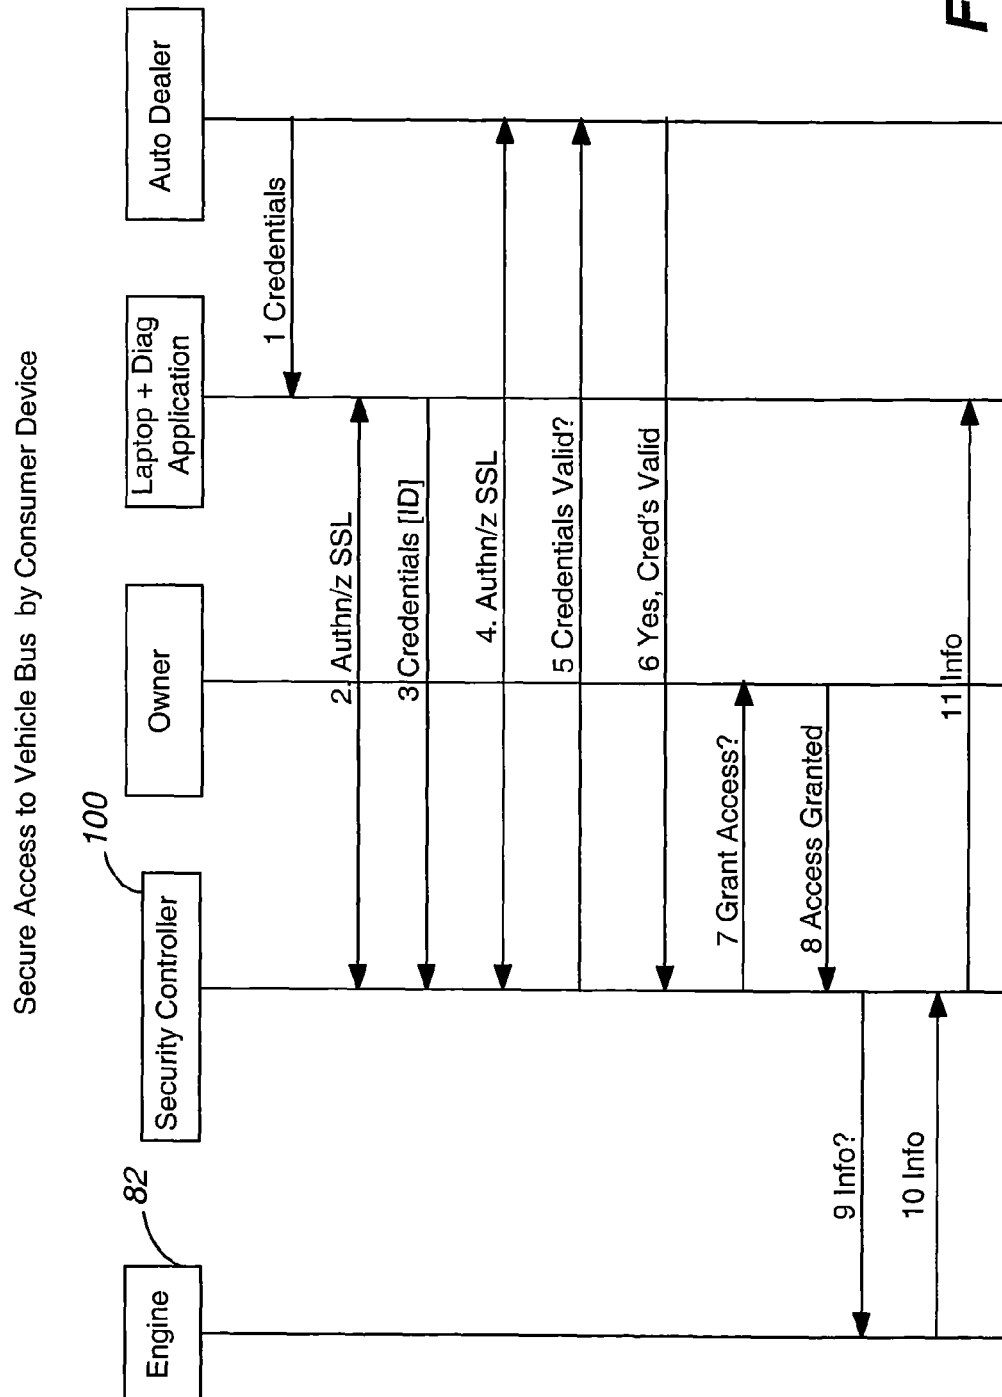 Secure Access to Vehicle Bus by Consumer Device
82
100
Engine
Security Controller
Owner
Laptop + Diag
Application
Auto Dealer
1 Credentials
2. Authn/z SSL
3 Credentials [ID]
4. Authn/z SSL
5 Credentials Valid?
6 Yes, Cred's Valid
7 Grant Access?
8 Access Granted
9 Info?
10 Info
11 Info
F